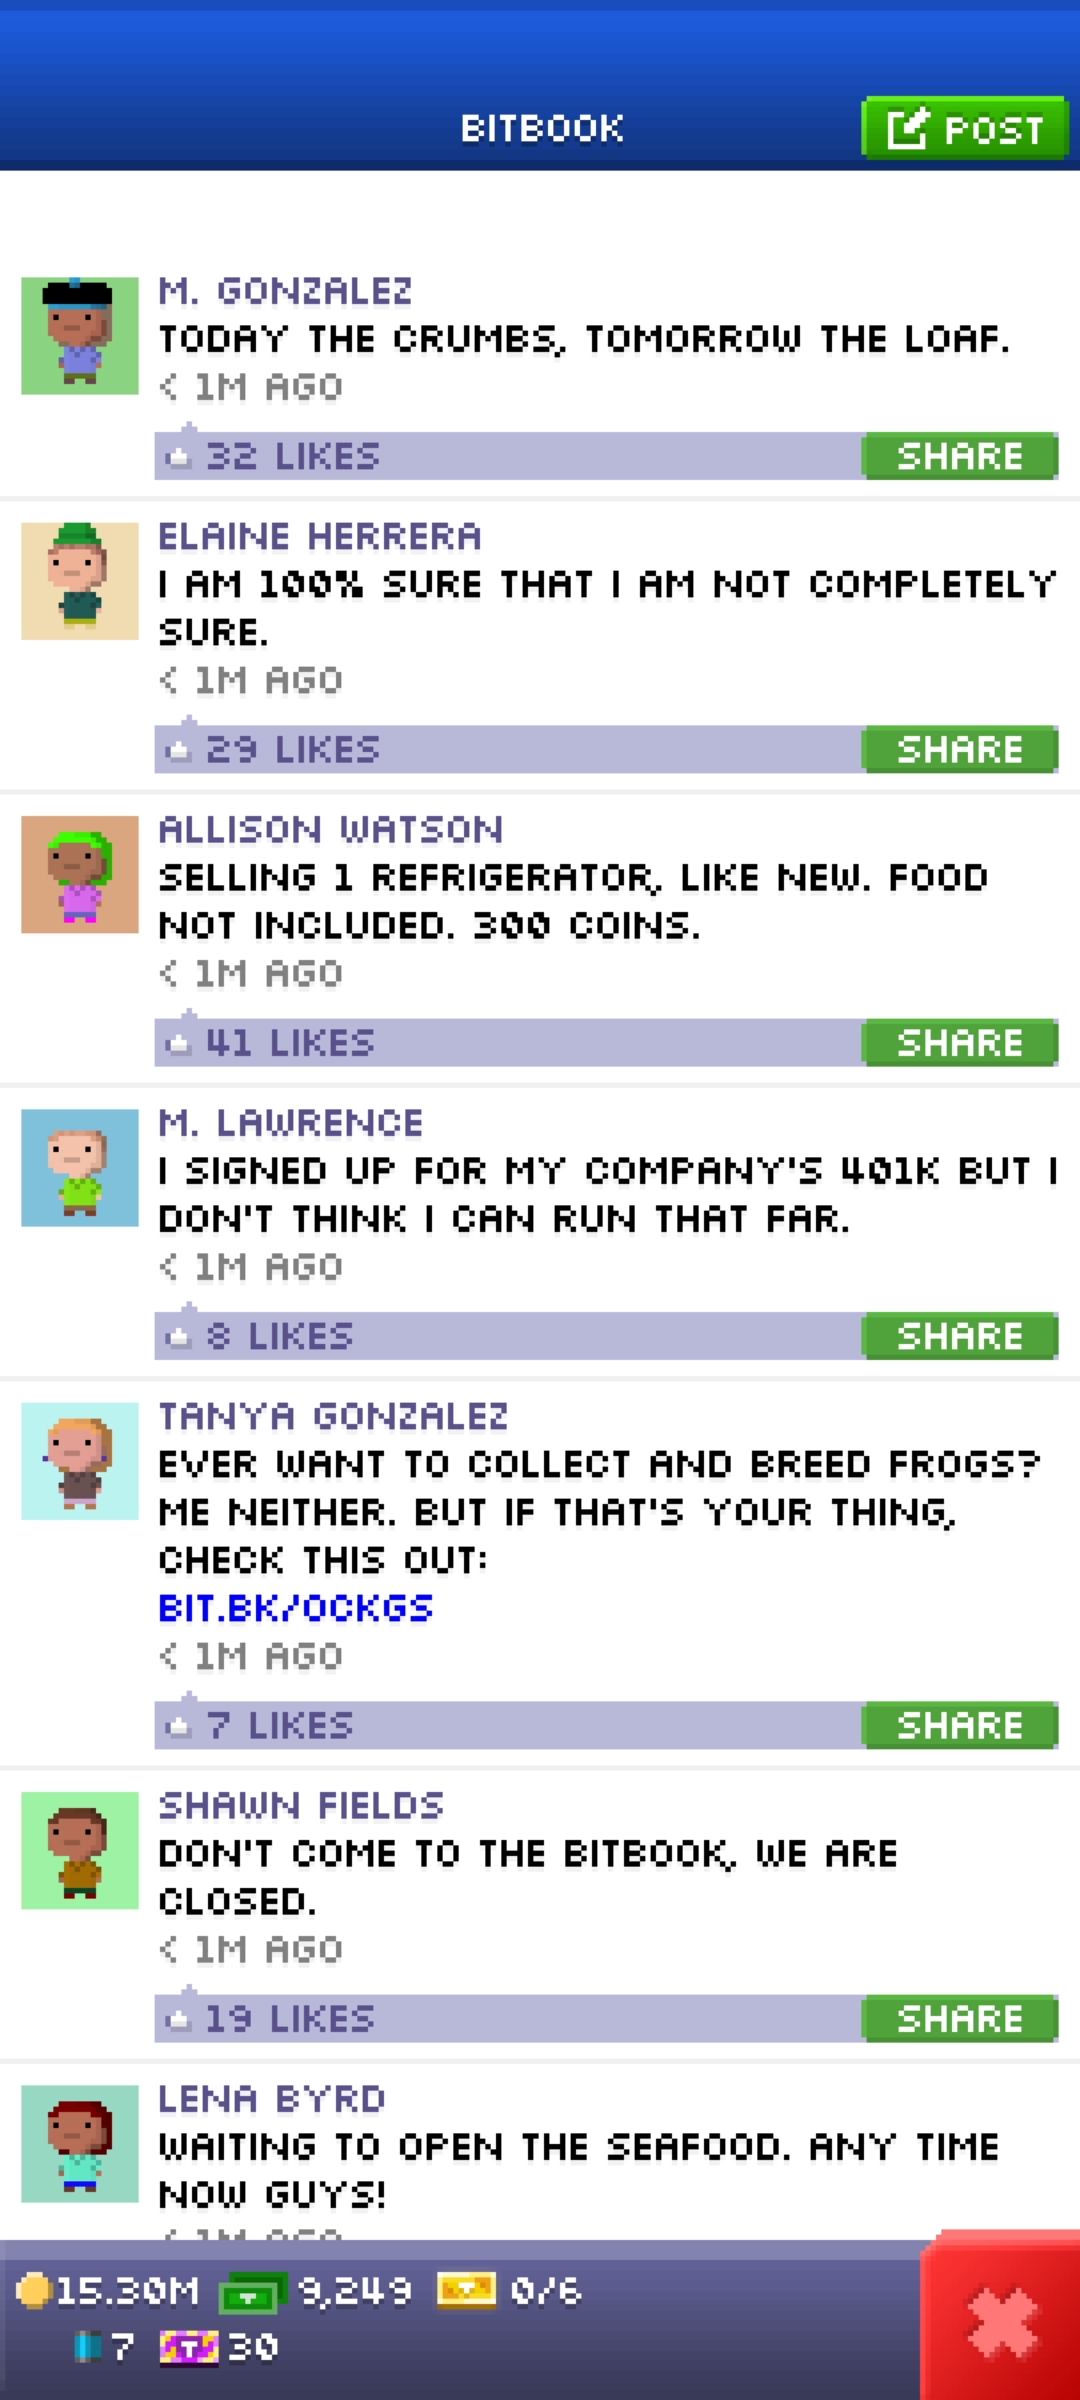 BITBOOK
POST
M. GONZALEZ
TODAY THE CRUMBS, TOMORROW THE LOAF.
< 1M AGO
32 LIKES
SHARE
ELAINE HERRERA
I AM 100% SURE THAT I AM NOT COMPLETELY
SURE.
< 1M AGO
29 LIKES
SHARE
ALLISON WATSON
SELLING 1 REFRIGERATOR, LIKE NEW. FOOD
NOT INCLUDED. 300 COINS.
< 1M AGO
41 LIKES
SHARE
M. LAWRENCE
I SIGNED UP FOR MY COMPANY'S 401K BUT I
DON'T THINK I CAN RUN THAT FAR.
< 1M AGO
8 LIKES
SHARE
TANYA GONZALEZ
EVER WANT TO COLLECT AND BREED FROGS?
ME NEITHER. BUT IF THAT'S YOUR THING,
CHECK THIS OUT:
BIT.BK/OCKGS
< 1M AGO
7 LIKES
SHARE
SHAWN FIELDS
DON'T COME TO THE BITBOOK, WE ARE
CLOSED.
< 1M AGO
19 LIKES
SHARE
LENA BYRD
WAITING TO OPEN THE SEAFOOD. ANY TIME
NOW GUYS!
< 1M AGO
15.30M 9,249 0/6
7 T 30